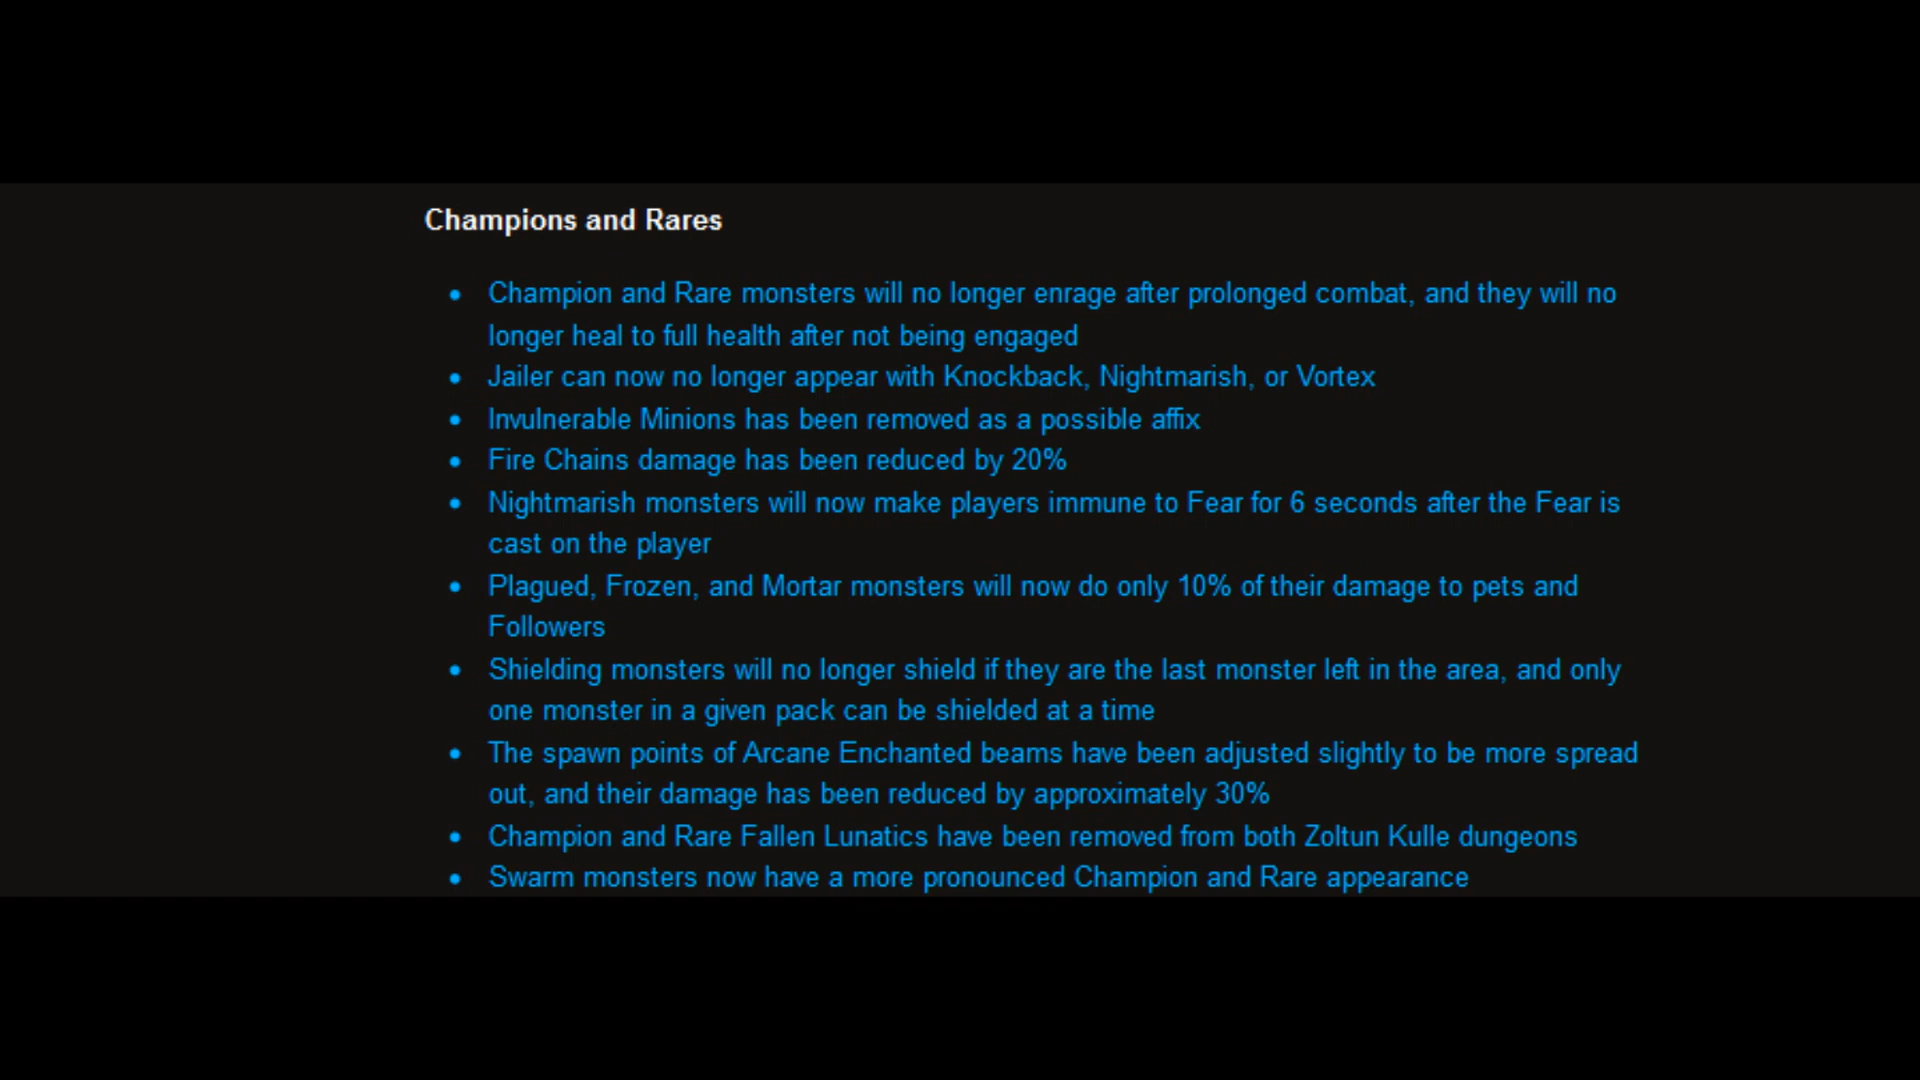 Champions and Rares
• Champion and Rare monsters will no longer enrage after prolonged combat, and they will no
longer heal to full health after not being engaged
• Jailer can now no longer appear with Knockback, Nightmarish, or Vortex
• Invulnerable Minions has been removed as a possible affix
• Fire Chains damage has been reduced by 20%
• Nightmarish monsters will now make players immune to Fear for 6 seconds after the Fear is
cast on the player
• Plagued, Frozen, and Mortar monsters will now do only 10% of their damage to pets and
Followers
• Shielding monsters will no longer shield if they are the last monster left in the area, and only
one monster in a given pack can be shielded at a time
• The spawn points of Arcane Enchanted beams have been adjusted slightly to be more spread
out, and their damage has been reduced by approximately 30%
• Champion and Rare Fallen Lunatics have been removed from both Zoltun Kulle dungeons
• Swarm monsters now have a more pronounced Champion and Rare appearance